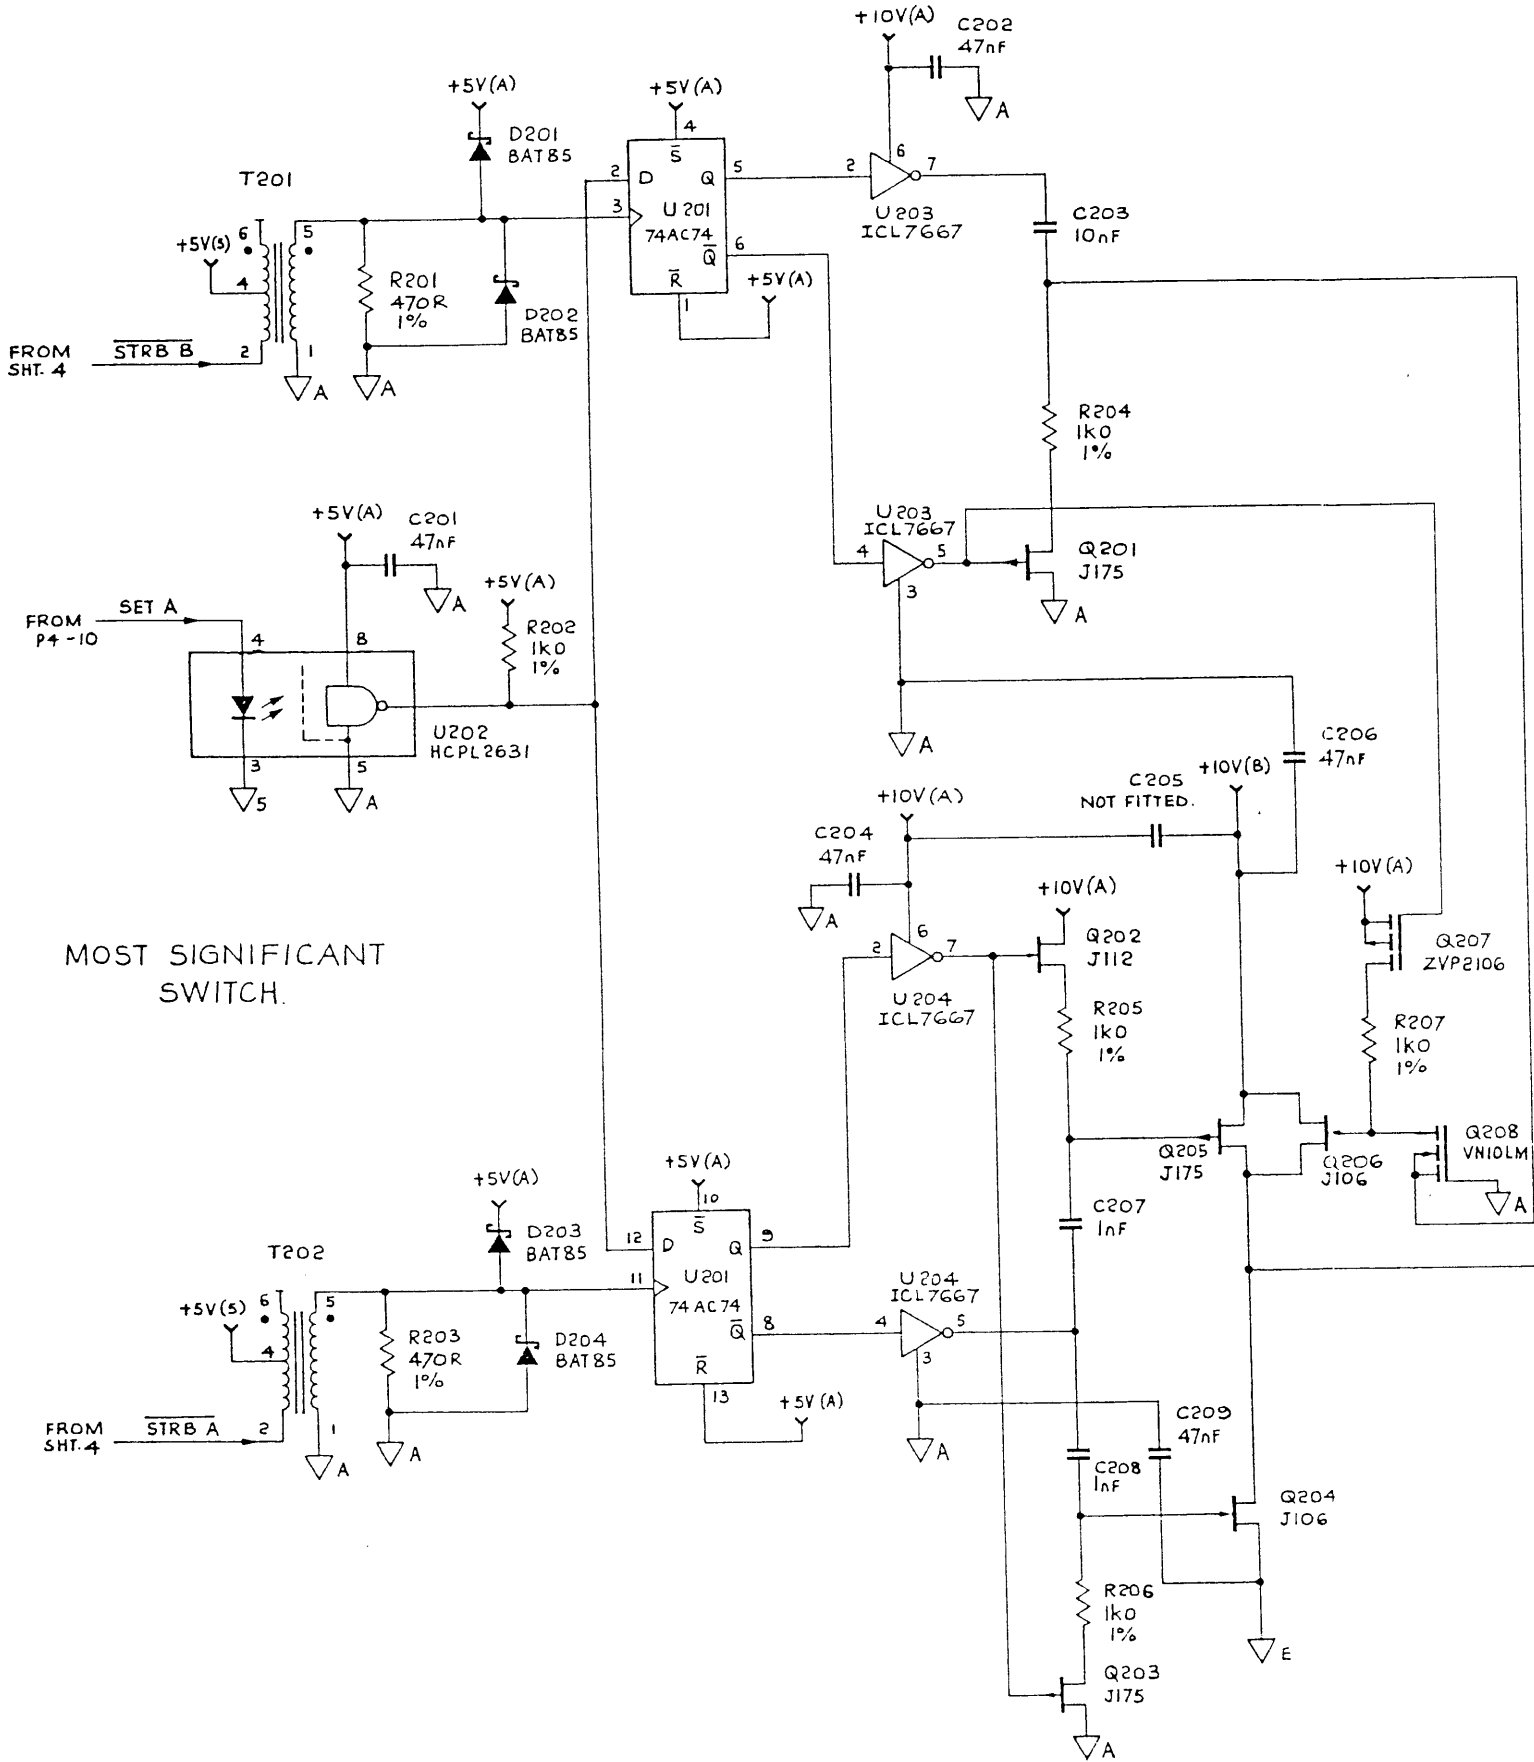 +10V(A)
C202
47nF
A
+5V(A)
D201
BAT85
+5V(A)
4
S̅
2
D
Q
5
3
U201
74AC74
Q̅
6
R̅
1
+5V(A)
2
6
7
U203
ICL7667
C203
10nF
T201
6
5
+5V(5)
4
2
1
FROM
SHT. 4
S̅T̅R̅B̅ B̅
A
R201
470R
1%
A
D202
BAT85
R204
1k0
1%
+5V(A)
C201
47nF
A
+5V(A)
R202
1k0
1%
FROM
P4-10
SET A
4
8
3
5
5
A
U202
HCPL2631
U203
ICL7667
4
5
3
A
Q201
J175
A
C206
47nF
+10V(B)
C205
NOT FITTED.
+10V(A)
C204
47nF
A
2
6
7
U204
ICL7667
+10V(A)
Q202
J112
R205
1k0
1%
+10V(A)
Q207
ZVP2106
R207
1k0
1%
Q205
J175
Q206
J106
Q208
VN10LM
A
MOST SIGNIFICANT
SWITCH.
C207
1nF
+5V(A)
D203
BAT85
+5V(A)
10
S̅
12
D
Q
9
11
U201
74AC74
Q̅
8
R̅
13
+5V(A)
T202
6
5
+5V(5)
4
2
1
FROM
SHT.4
S̅T̅R̅B̅ A̅
A
R203
470R
1%
A
D204
BAT85
U204
ICL7667
4
5
3
A
C209
47nF
C208
1nF
Q204
J106
E
R206
1k0
1%
Q203
J175
A